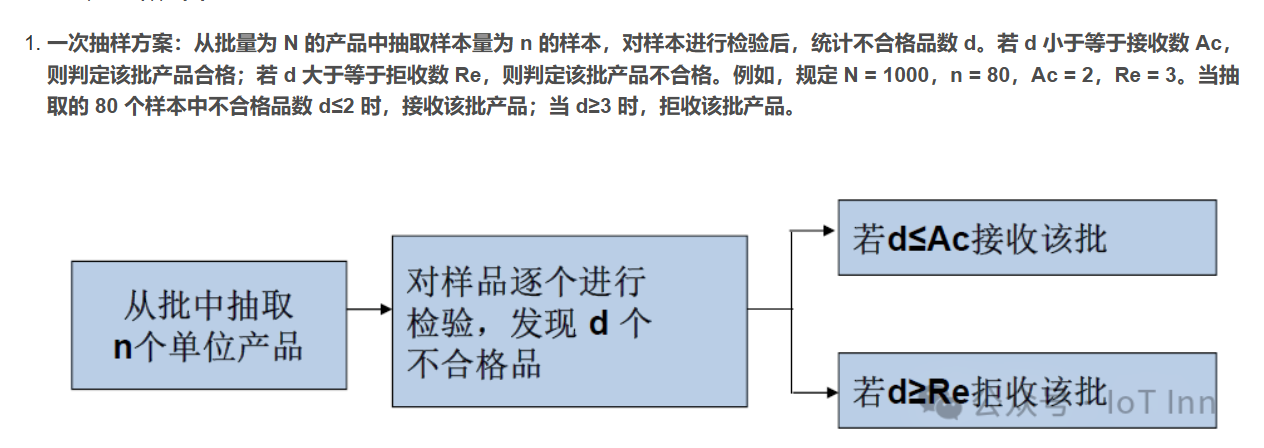 1. 一次抽样方案：从批量为 N 的产品中抽取样本量为 n 的样本，对样本进行检验后，统计不合格品数 d。若 d 小于等于接收数 Ac，
则判定该批产品合格；若 d 大于等于拒收数 Re，则判定该批产品不合格。例如，规定 N = 1000，n = 80，Ac = 2，Re = 3。当抽
取的 80 个样本中不合格品数 d≤2 时，接收该批产品；当 d≥3 时，拒收该批产品。
从批中抽取
n个单位产品
对样品逐个进行
检验，发现 d 个
不合格品
若d≤Ac接收该批
若d≥Re拒收该批
公众号 · IoT Inn